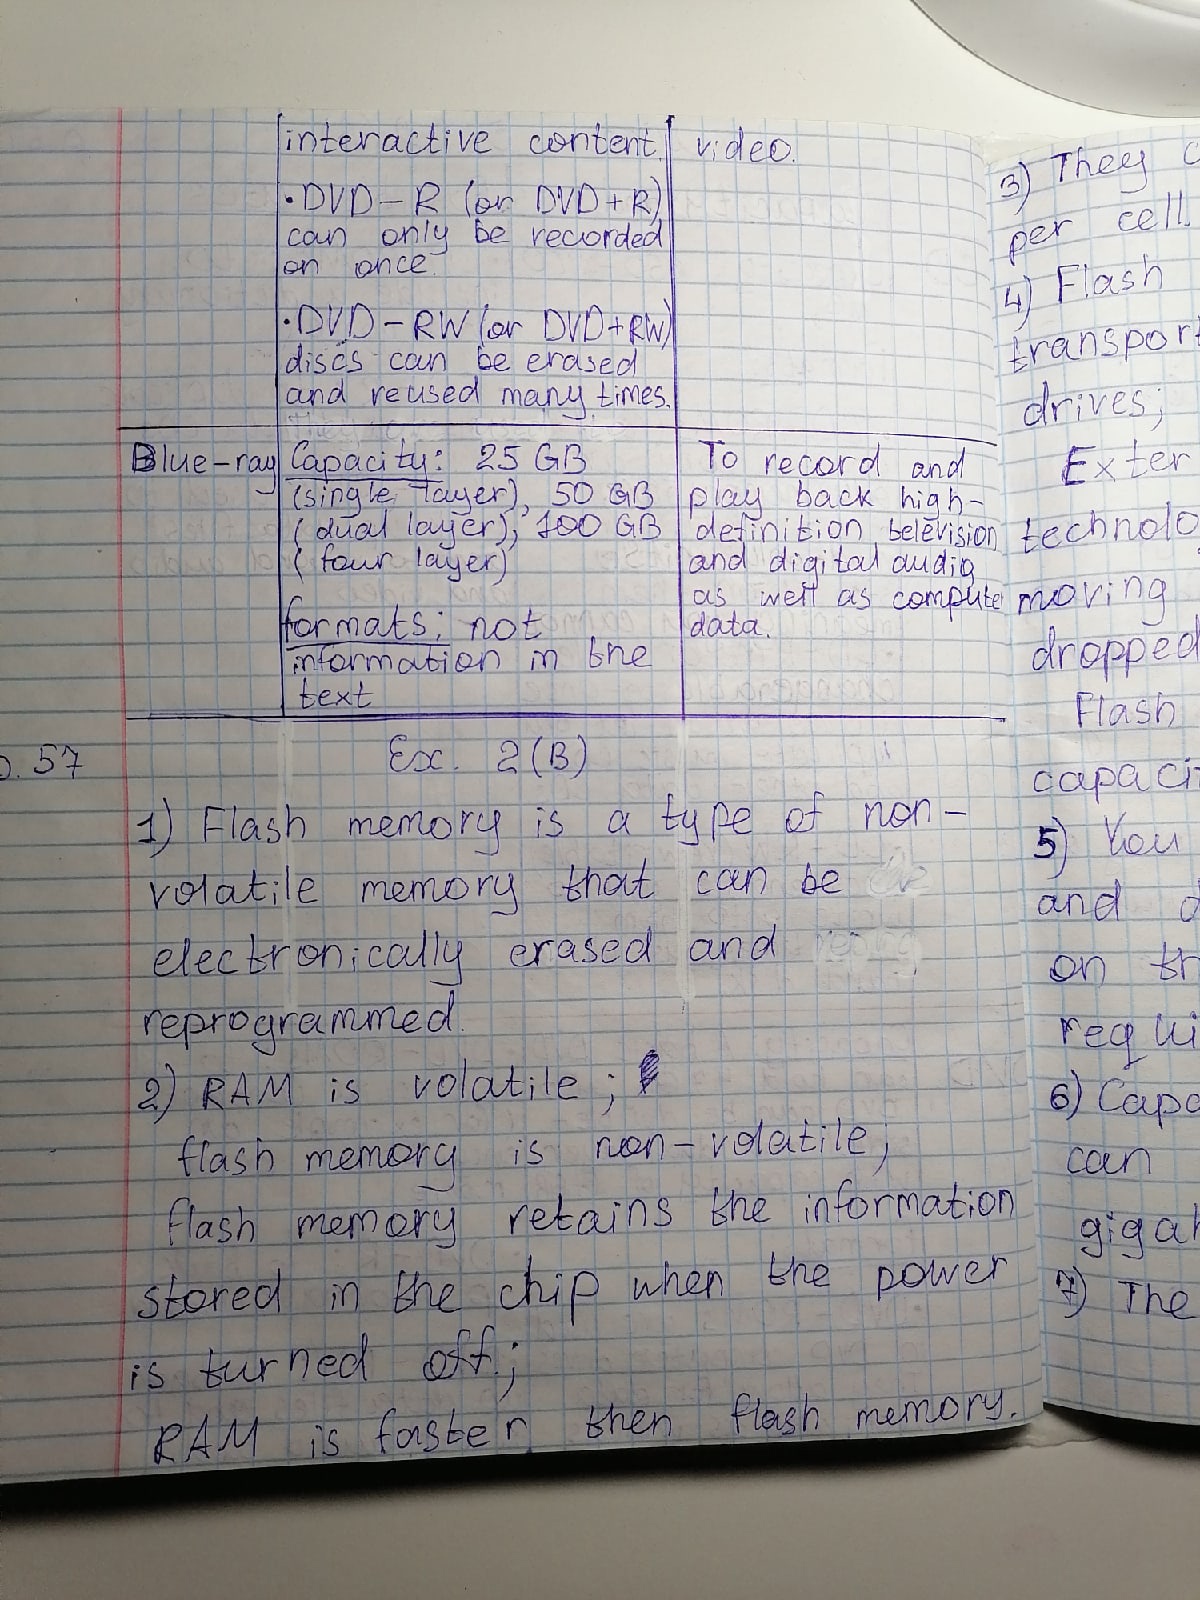 interactive content.
• DVD-R (or DVD+R)
can only be recorded
on once
• DVD-RW (or DVD+RW)
discs can be erased
and reused many times.
video.
Blue-ray
Capacity: 25 GB
(single layer), 50 GB
(dual layer), 100 GB
(four layer)
formats: not
information in the
text
To record and
play back high-
definition television
and digital audio
as well as compute
data.
p. 57
Ex. 2(B)
1) Flash memory is a type of non-
volatile memory that can be
electronically erased and
reprogrammed.
2) RAM is volatile;
flash memory is non-volatile;
flash memory retains the information
stored in the chip when the power
is turned off.;
RAM is faster then flash memory.
3) They c
per cell.
4) Flash
transport
drives;
Exter
technolo
moving
dropped
Flash
capaci
5) You
and d
on th
requi
6) Capa
can
gigab
7) The